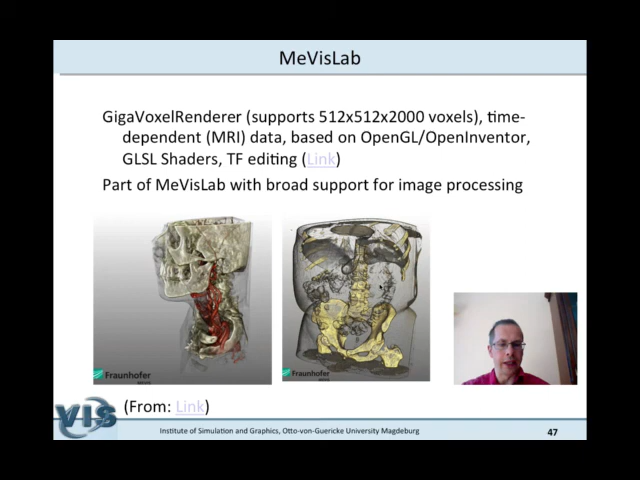 MeVisLab
GigaVoxelRenderer (supports 512x512x2000 voxels), time-
dependent (MRI) data, based on OpenGL/OpenInventor,
GLSL Shaders, TF editing (Link)
Part of MeVisLab with broad support for image processing
Fraunhofer
Fraunhofer
(From: Link)
VIS
Institute of Simulation and Graphics, Otto-von-Guericke University Magdeburg
47